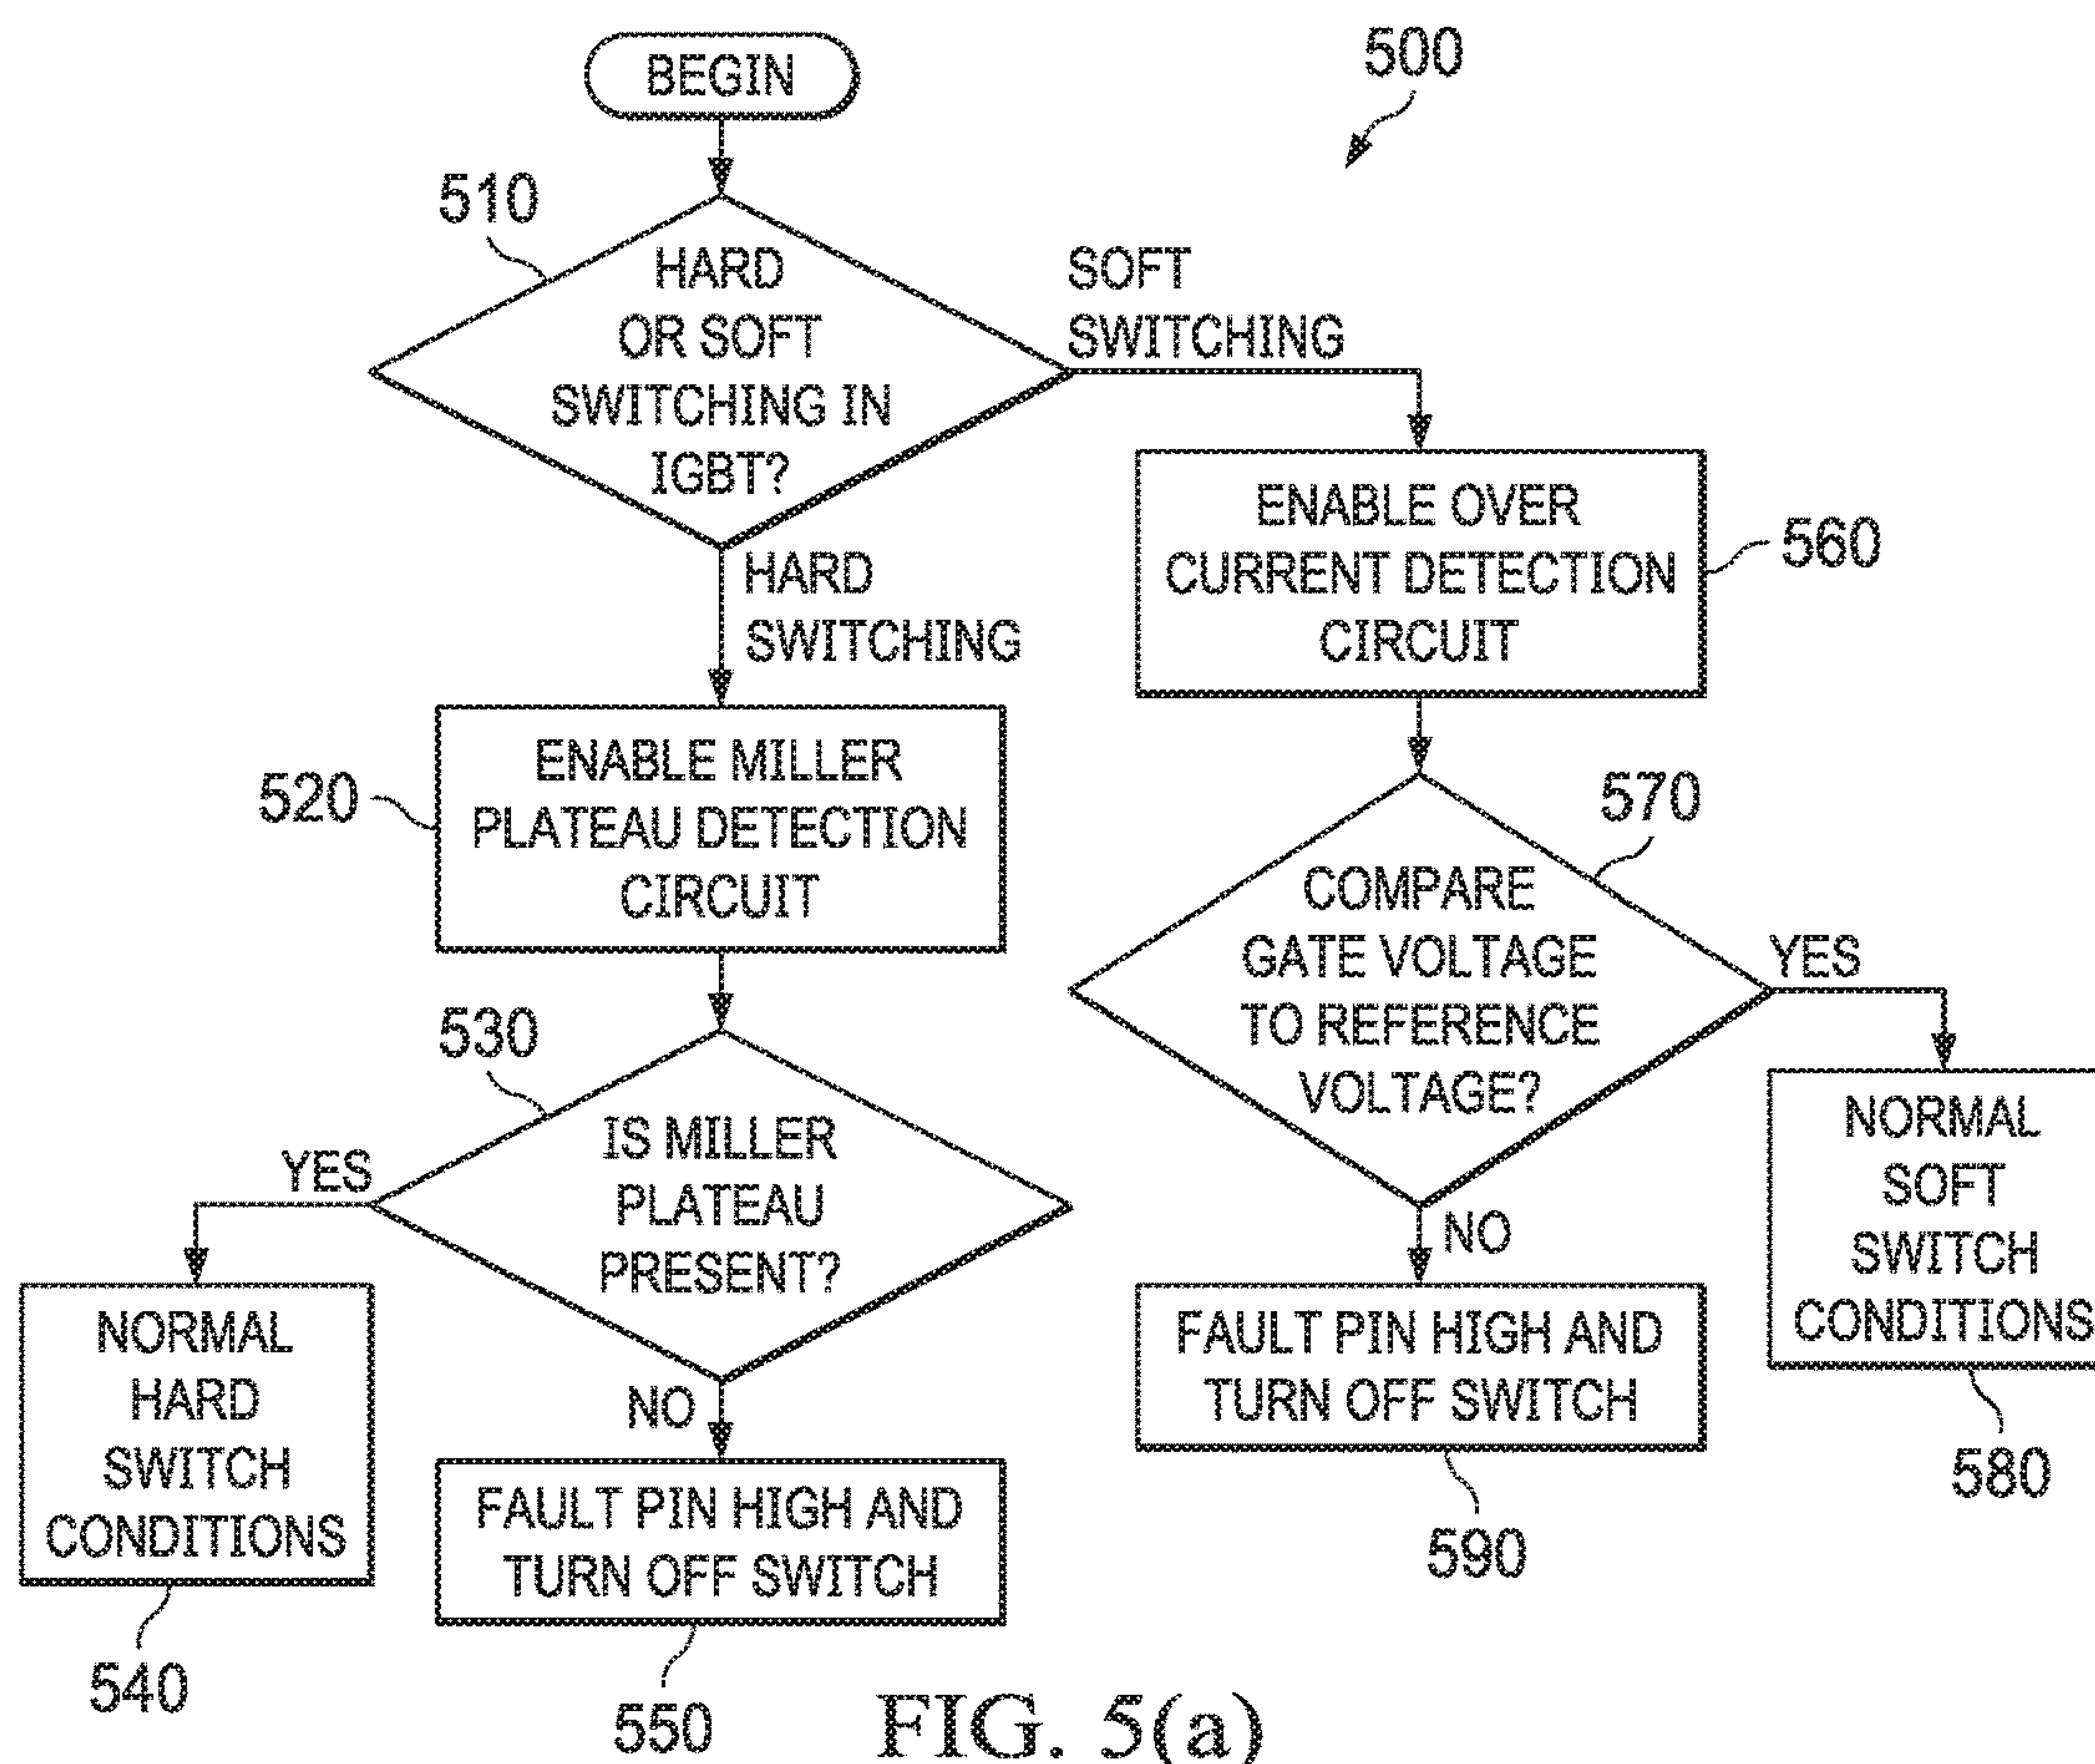 BEGIN
500
510
HARD
OR SOFT
SWITCHING IN
IGBT?
SOFT
SWITCHING
HARD
SWITCHING
ENABLE OVER
CURRENT DETECTION
CIRCUIT
560
520
ENABLE MILLER
PLATEAU DETECTION
CIRCUIT
570
COMPARE
GATE VOLTAGE
TO REFERENCE
VOLTAGE?
YES
NO
530
IS MILLER
PLATEAU
PRESENT?
YES
NO
NORMAL
SOFT
SWITCH
CONDITIONS
580
FAULT PIN HIGH AND
TURN OFF SWITCH
590
NORMAL
HARD
SWITCH
CONDITIONS
540
FAULT PIN HIGH AND
TURN OFF SWITCH
550
FIG. 5(a)